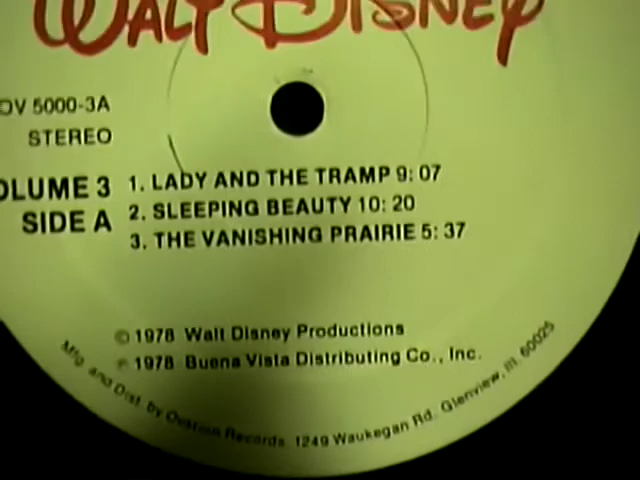 WALT DISNEY
OV 5000-3A
STEREO
OLUME 3
SIDE A
1. LADY AND THE TRAMP 9:07
2. SLEEPING BEAUTY 10:20
3. THE VANISHING PRAIRIE 5:37
© 1978 Walt Disney Productions
℗ 1978 Buena Vista Distributing Co., Inc.
Mfg. and Dist. by Ovation Records 1249 Waukegan Rd. Glenview, Ill. 60025